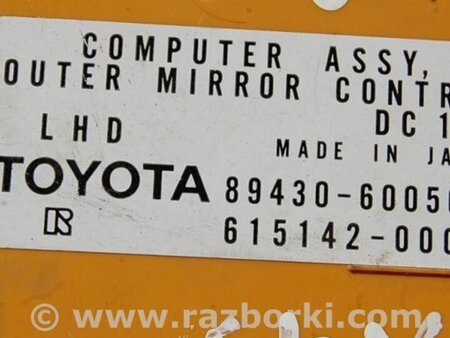 COMPUTER ASSY,
OUTER MIRROR CONTR
DC 1
LHD
MADE IN JA
TOYOTA 89430-6005
615142-000
© www.razborki.com/